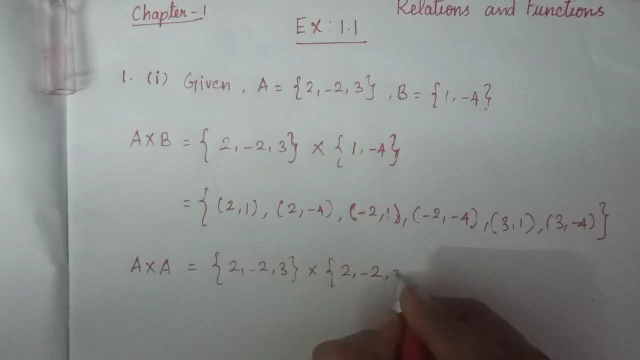 Chapter-1 Relations and Functions
Ex: 1.1
1. (i) Given, A = {2, -2, 3}, B = {1, -4}
A×B = {2, -2, 3} × {1, -4}
= {(2,1), (2,-4), (-2,1), (-2,-4), (3,1), (3,-4)}
A×A = {2, -2, 3} × {2, -2,